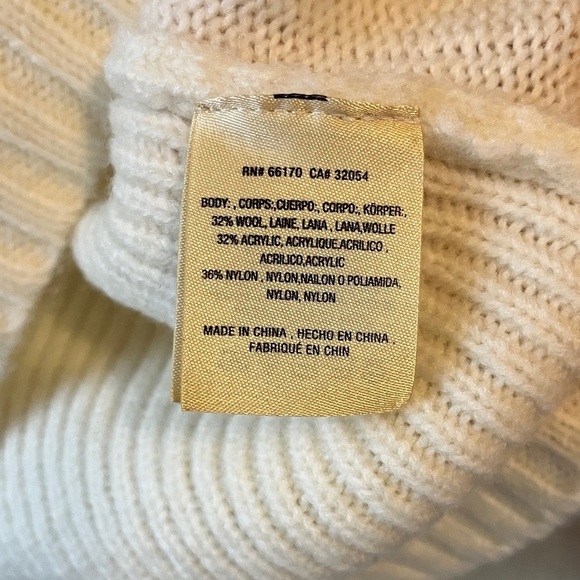 RN# 66170 CA# 32054
BODY: , CORPS:,CUERPO:, CORPO:, KÖRPER:,
32% WOOL, LAINE, LANA , LANA,WOLLE
32% ACRYLIC, ACRYLIQUE,ACRILICO ,
ACRILICO,ACRYLIC
36% NYLON , NYLON,NAILON O POLIAMIDA,
NYLON, NYLON
MADE IN CHINA , HECHO EN CHINA ,
FABRIQUÉ EN CHIN